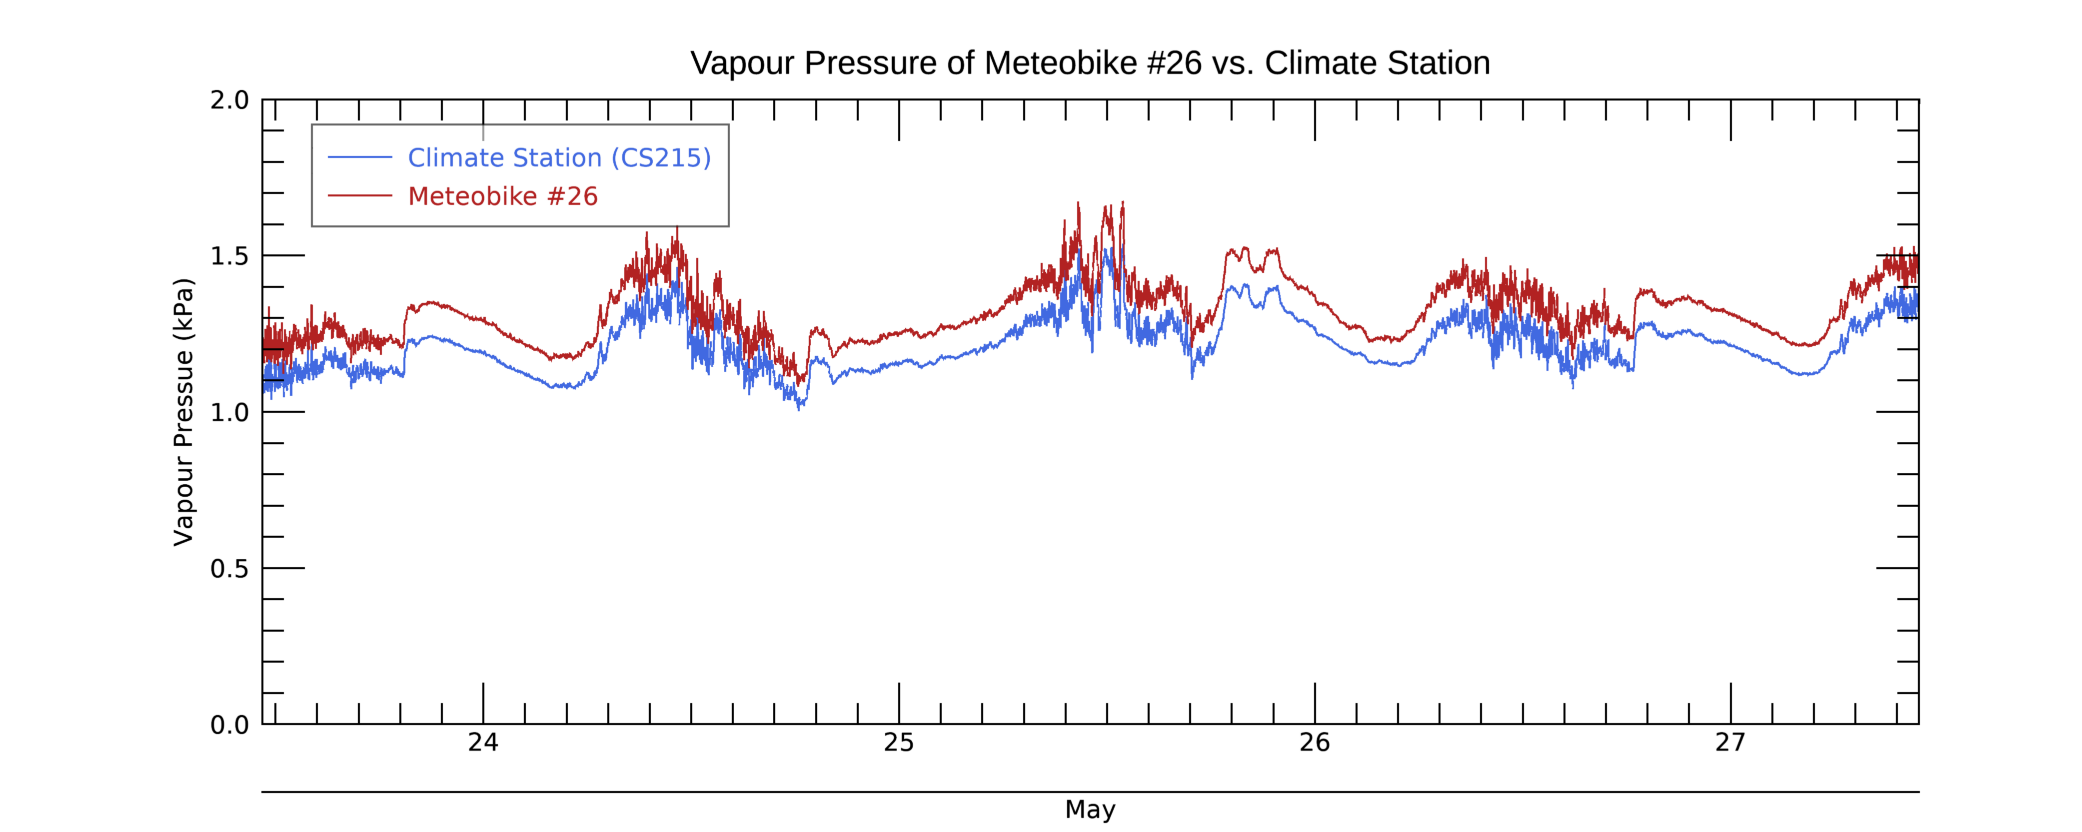 Vapour Pressure of Meteobike #26 vs. Climate Station
2.0
Climate Station (CS215)
Meteobike #26
1.5
1.0
0.5
0.0
Vapour Pressue (kPa)
24 25 26 27
May